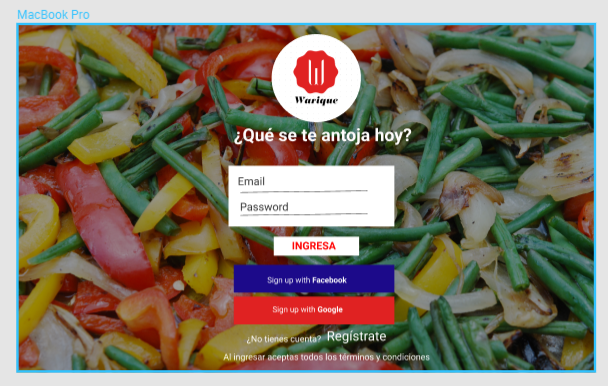 MacBook Pro
Warique
¿Qué se te antoja hoy?
Email
Password
INGRESA
Sign up with Facebook
Sign up with Google
¿No tienes cuenta? Regístrate
Al ingresar aceptas todos los términos y condiciones